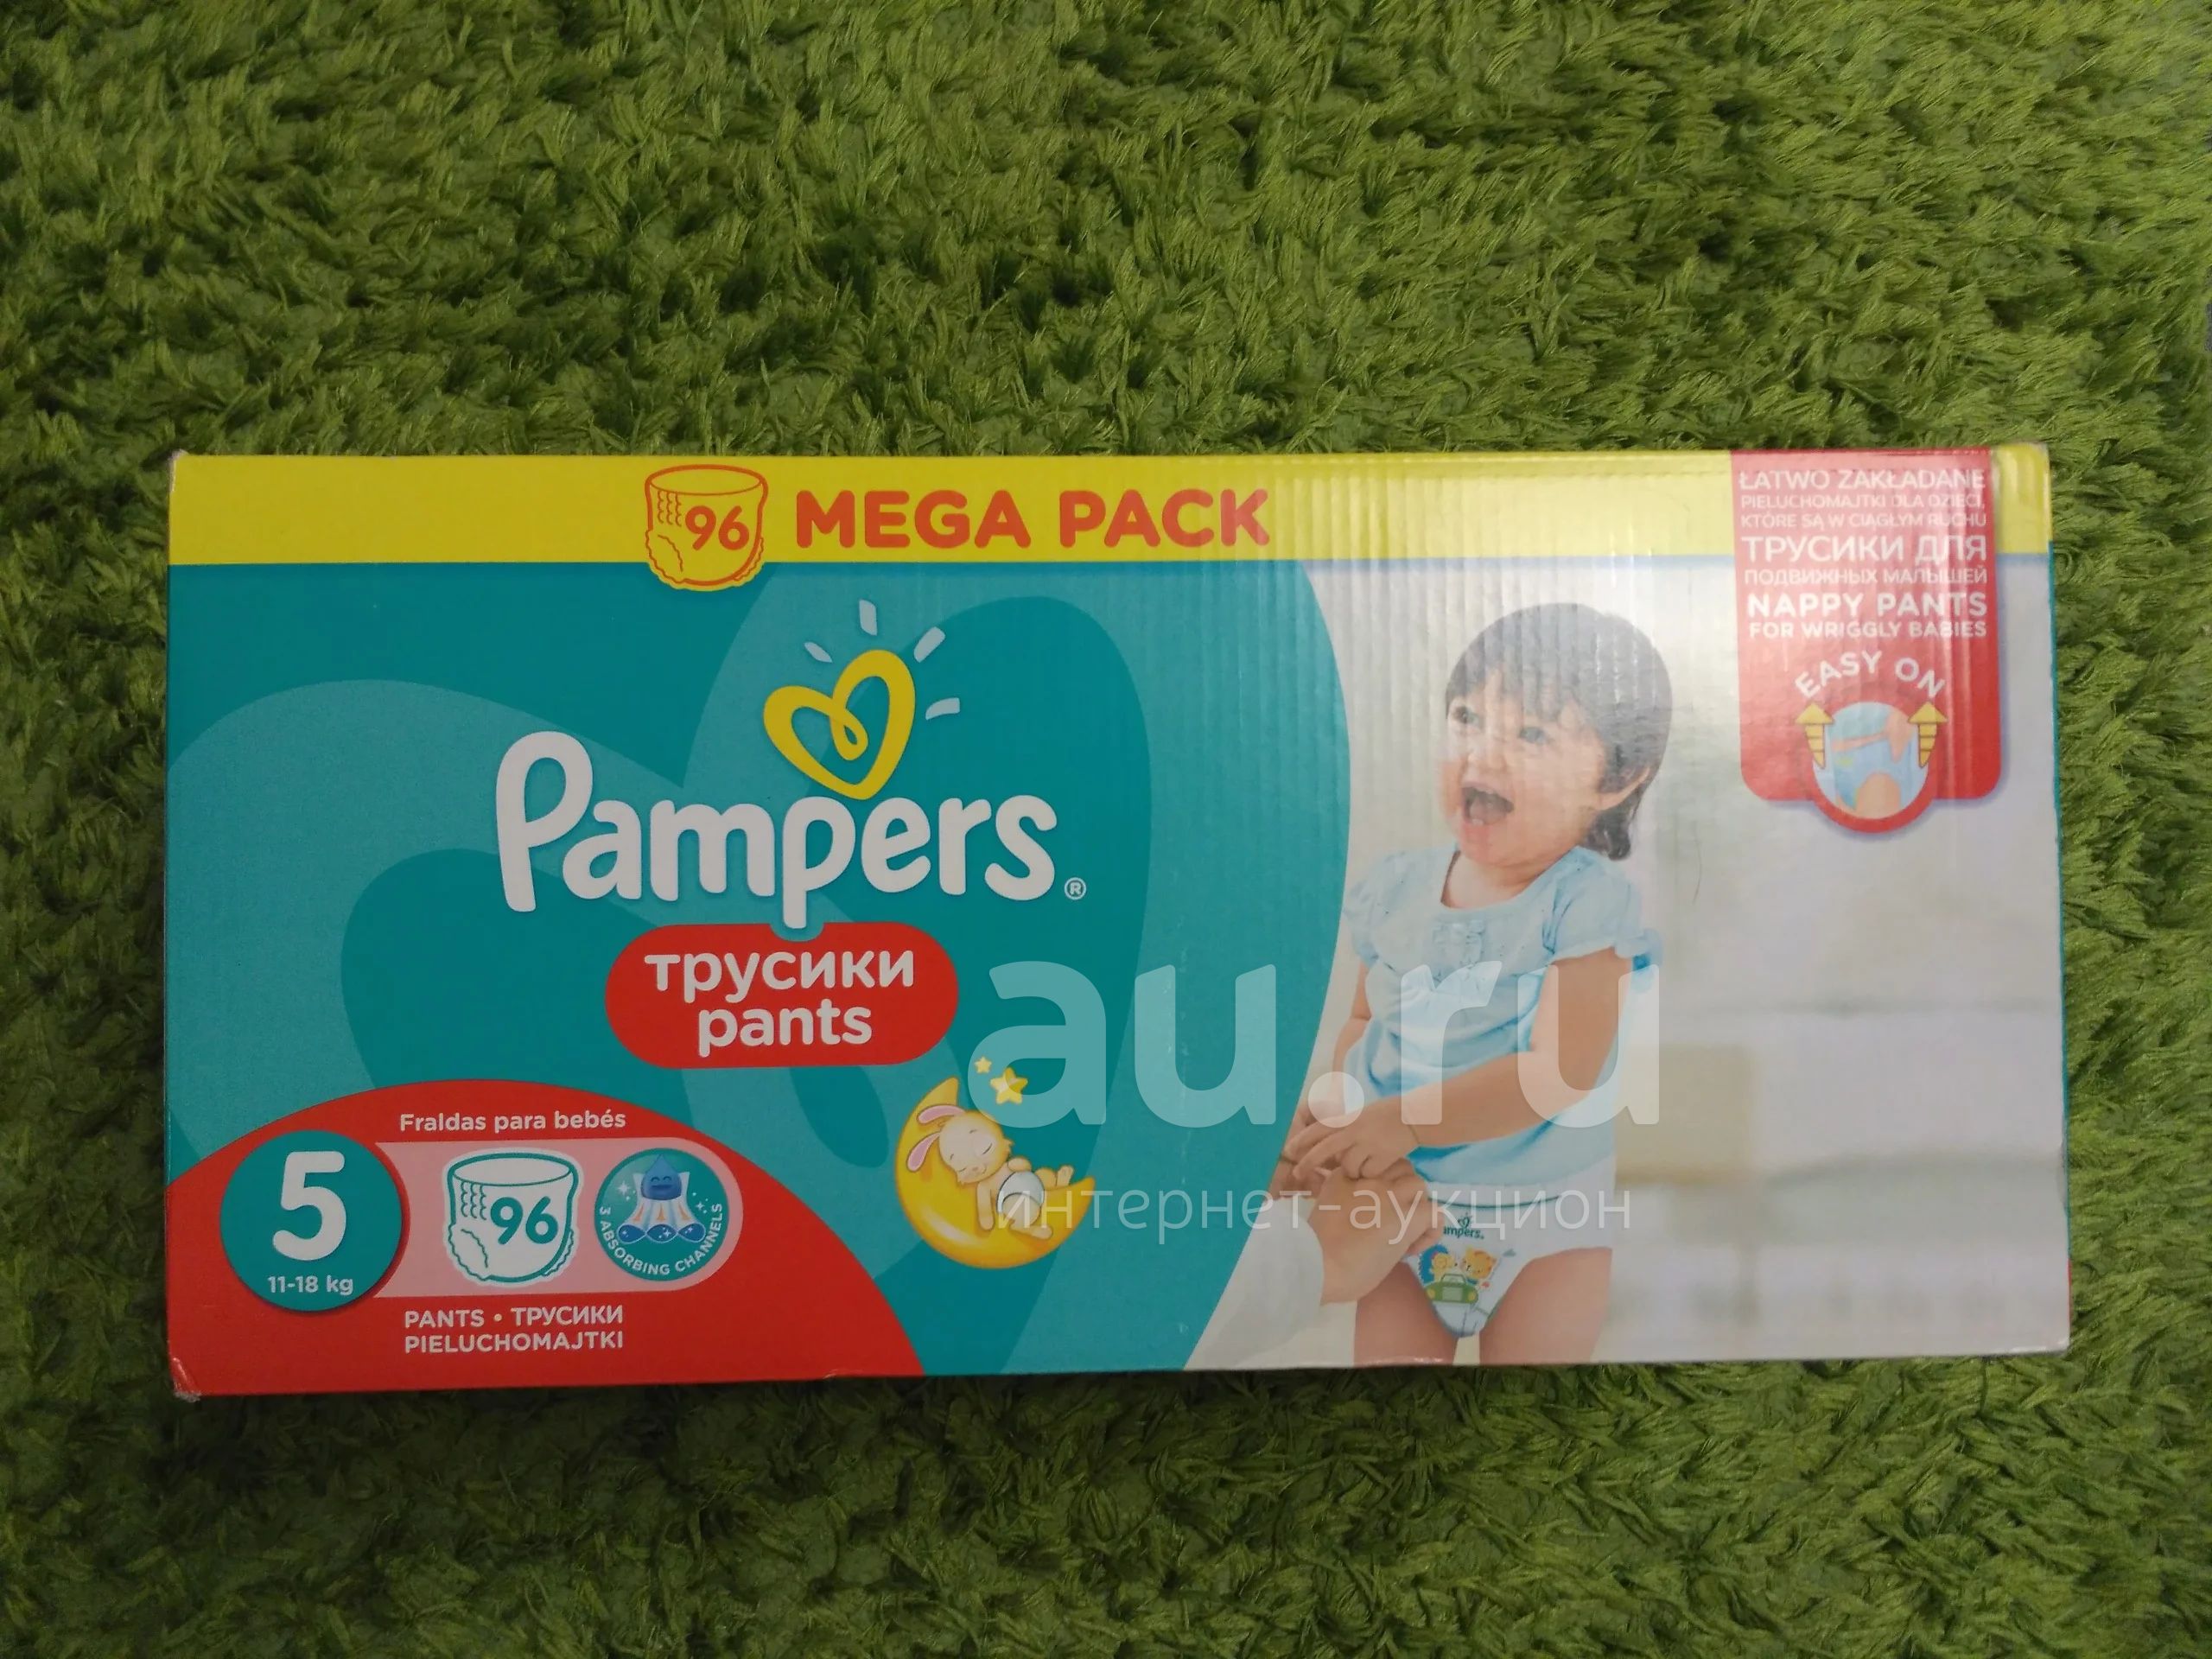 96 MEGA PACK
ŁATWO ZAKŁADANE
PIELUCHOMAJTKI DLA DZIECI,
KTÓRE SĄ W CIĄGŁYM RUCHU
ТРУСИКИ ДЛЯ
ПОДВИЖНЫХ МАЛЫШЕЙ
NAPPY PANTS
FOR WRIGGLY BABIES
EASY ON
Pampers®
трусики
pants
au.ru
интернет-аукцион
Fraldas para bebés
5
11-18 kg
96
3 ABSORBING CHANNELS
PANTS • ТРУСИКИ
PIELUCHOMAJTKI
ampers.